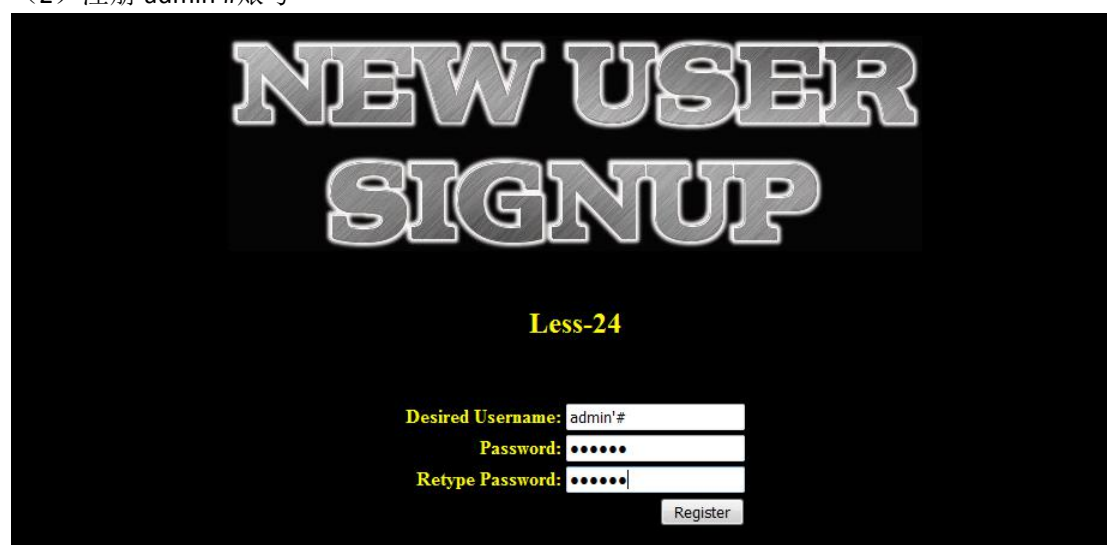 NEW USER
SIGNUP
Less-24
Desired Username: admin'#
Password: ••••••
Retype Password: ••••••
Register